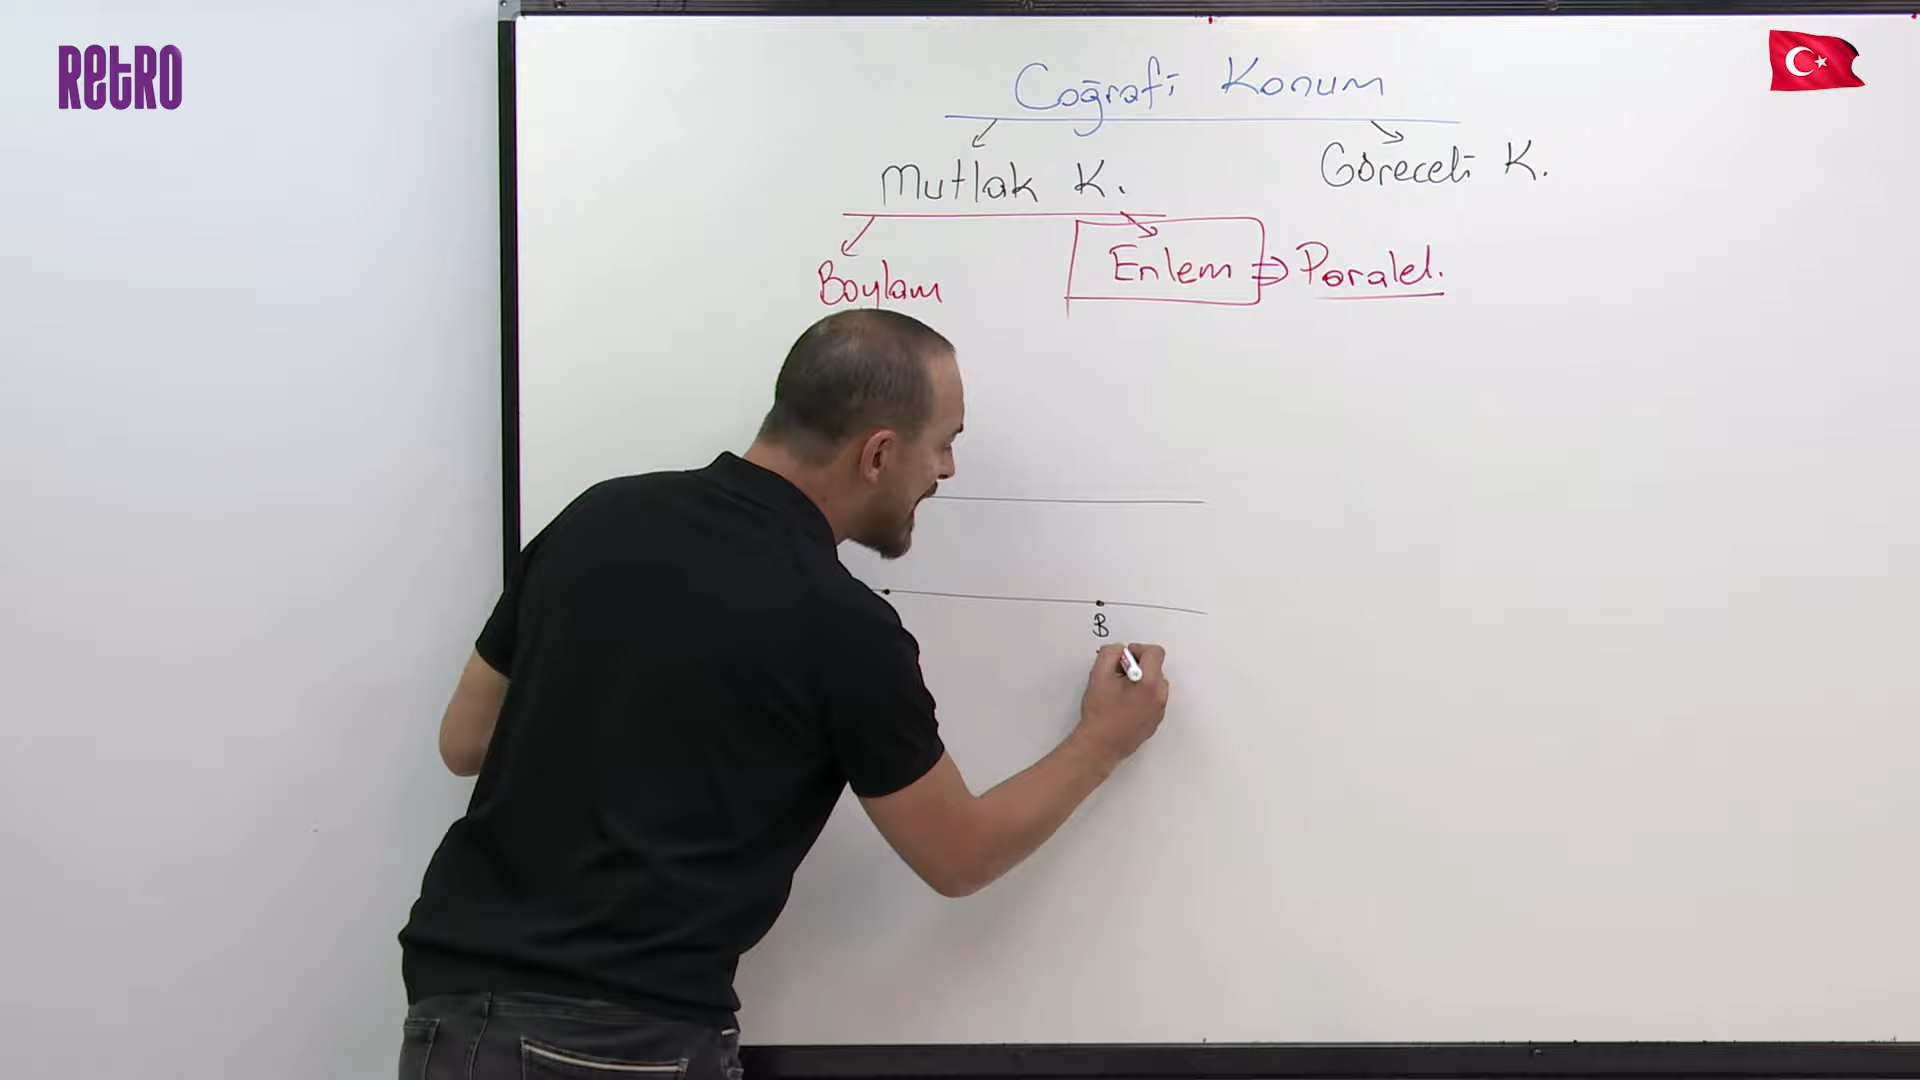 RETRO
Coğrafi Konum
Mutlak K.
Göreceli K.
Boylam
Enlem ⇒ Paralel.
B